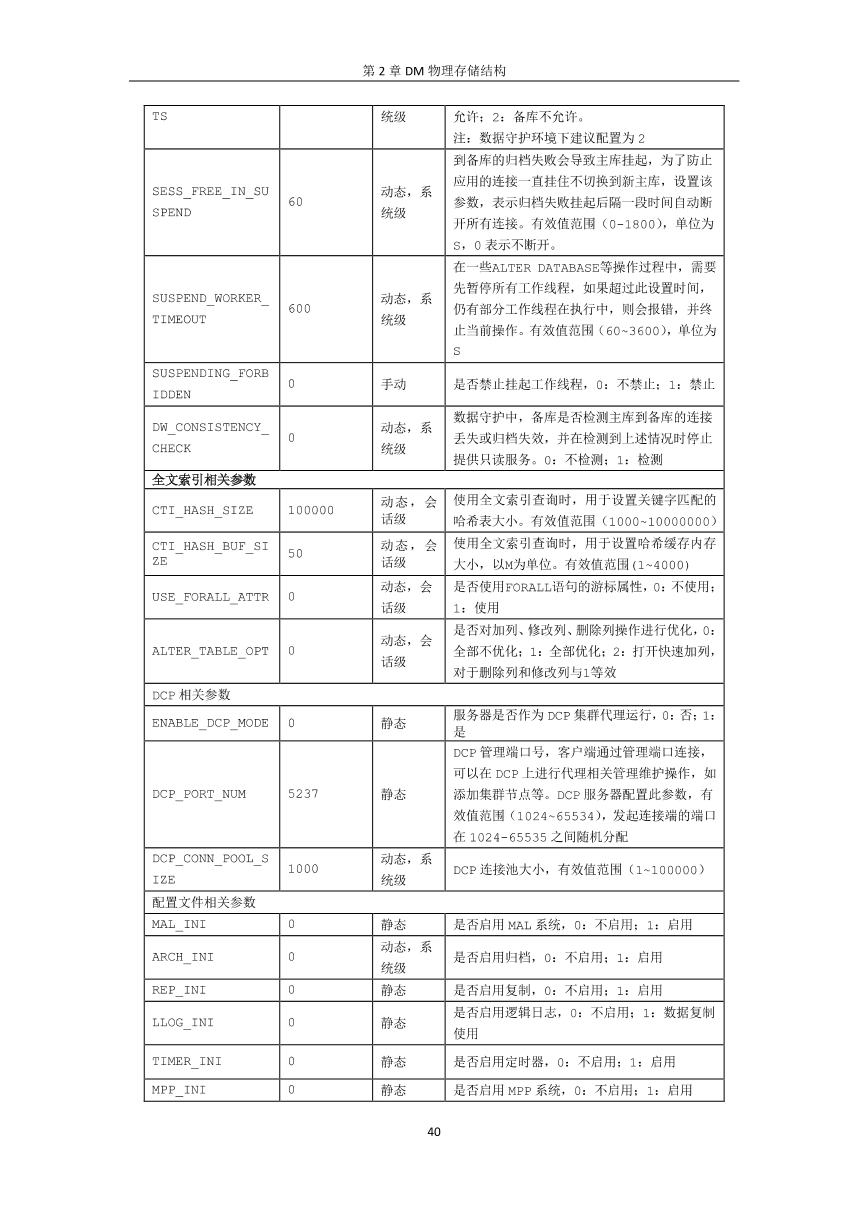 第 2 章 DM 物理存储结构
TS 统级 允许；2：备库不允许。
注：数据守护环境下建议配置为 2
SESS_FREE_IN_SU
SPEND
60
动态，系
统级
到备库的归档失败会导致主库挂起，为了防止
应用的连接一直挂住不切换到新主库，设置该
参数，表示归档失败挂起后隔一段时间自动断
开所有连接。有效值范围（0-1800），单位为
S，0 表示不断开。
SUSPEND_WORKER_
TIMEOUT
600
动态，系
统级
在一些ALTER DATABASE等操作过程中，需要
先暂停所有工作线程，如果超过此设置时间，
仍有部分工作线程在执行中，则会报错，并终
止当前操作。有效值范围（60~3600），单位为
S
SUSPENDING_FORB
IDDEN
0
手动
是否禁止挂起工作线程，0：不禁止；1：禁止
DW_CONSISTENCY_
CHECK
0
动态，系
统级
数据守护中，备库是否检测主库到备库的连接
丢失或归档失效，并在检测到上述情况时停止
提供只读服务。0：不检测；1：检测
全文索引相关参数
CTI_HASH_SIZE
100000
动态，会
话级
使用全文索引查询时，用于设置关键字匹配的
哈希表大小。有效值范围（1000~10000000）
CTI_HASH_BUF_SI
ZE
50
动态，会
话级
使用全文索引查询时，用于设置哈希缓存内存
大小，以M为单位。有效值范围(1~4000)
USE_FORALL_ATTR
0
动态，会
话级
是否使用FORALL语句的游标属性，0：不使用；
1：使用
ALTER_TABLE_OPT
0
动态，会
话级
是否对加列、修改列、删除列操作进行优化，0：
全部不优化；1：全部优化；2：打开快速加列，
对于删除列和修改列与1等效
DCP 相关参数
ENABLE_DCP_MODE
0
静态
服务器是否作为 DCP 集群代理运行，0：否；1：
是
DCP_PORT_NUM
5237
静态
DCP 管理端口号，客户端通过管理端口连接，
可以在 DCP 上进行代理相关管理维护操作，如
添加集群节点等。DCP 服务器配置此参数，有
效值范围（1024~65534），发起连接端的端口
在 1024-65535 之间随机分配
DCP_CONN_POOL_S
IZE
1000
动态，系
统级
DCP 连接池大小，有效值范围（1~100000）
配置文件相关参数
MAL_INI 0 静态 是否启用 MAL 系统，0：不启用；1：启用
ARCH_INI
0
动态，系
统级
是否启用归档，0：不启用；1：启用
REP_INI 0 静态 是否启用复制，0：不启用；1：启用
LLOG_INI
0
静态
是否启用逻辑日志，0：不启用；1：数据复制
使用
TIMER_INI 0 静态 是否启用定时器，0：不启用；1：启用
MPP_INI 0 静态 是否启用 MPP 系统，0：不启用；1：启用
40